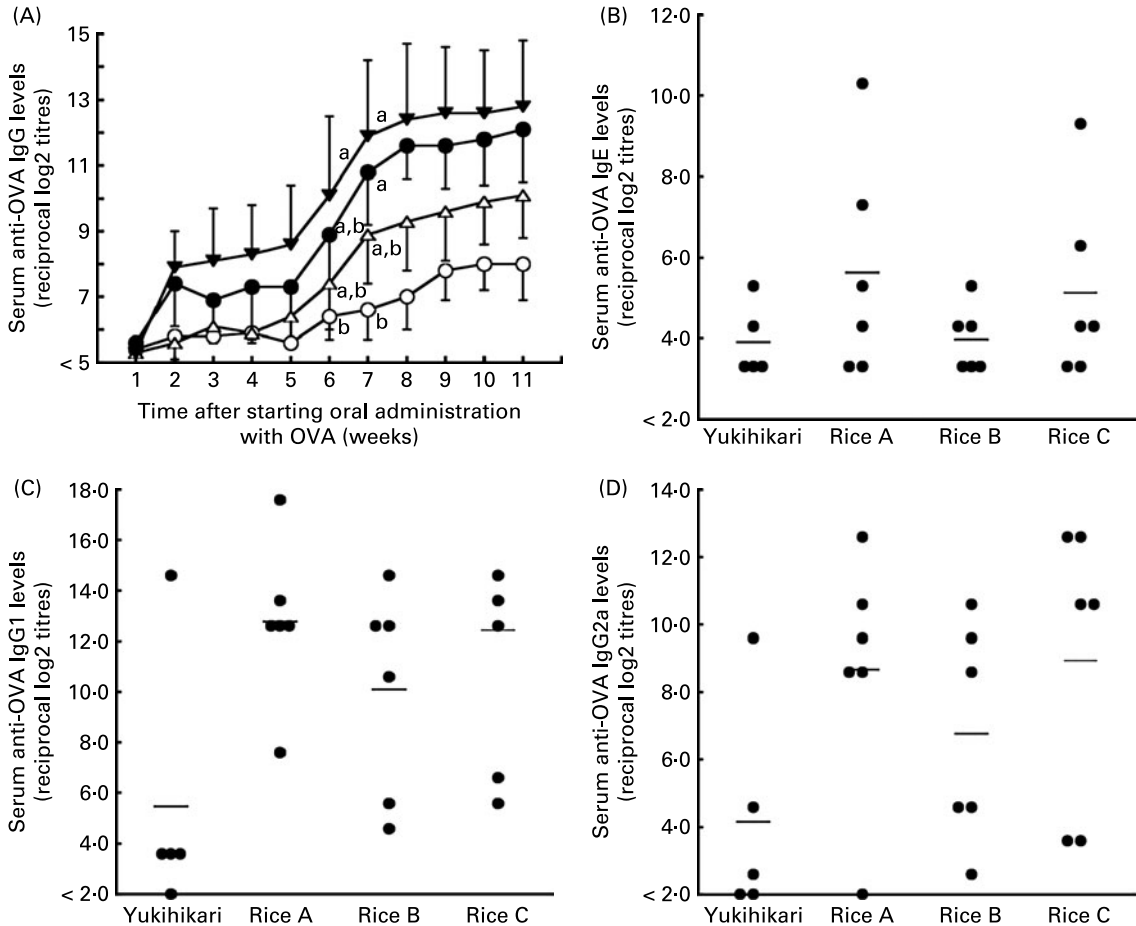 (A)
Serum anti-OVA IgG levels
(reciprocal log2 titres)
15
13
11
9
7
< 5
a
a
a
a,b
a,b
a,b
b
b
1 2 3 4 5 6 7 8 9 10 11
Time after starting oral administration
with OVA (weeks)
(B)
Serum anti-OVA IgE levels
(reciprocal log2 titres)
12·0
10·0
8·0
6·0
4·0
< 2·0
Yukihikari Rice A Rice B Rice C
(C)
Serum anti-OVA IgG1 levels
(reciprocal log2 titres)
18·0
16·0
14·0
12·0
10·0
8·0
6·0
4·0
< 2·0
Yukihikari Rice A Rice B Rice C
(D)
Serum anti-OVA IgG2a levels
(reciprocal log2 titres)
14·0
12·0
10·0
8·0
6·0
4·0
< 2·0
Yukihikari Rice A Rice B Rice C